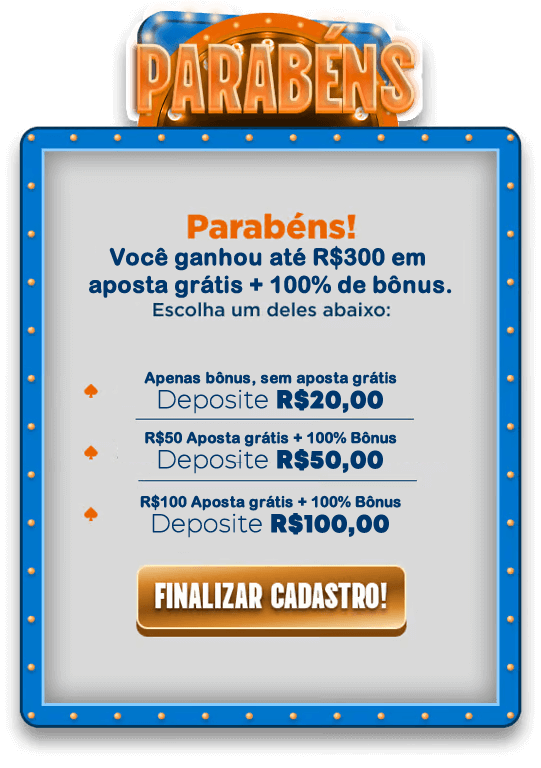 PARABÉNS
Parabéns!
Você ganhou até R$300 em
aposta grátis + 100% de bônus.
Escolha um deles abaixo:
Apenas bônus, sem aposta grátis
Deposite R$20,00
R$50 Aposta grátis + 100% Bônus
Deposite R$50,00
R$100 Aposta grátis + 100% Bônus
Deposite R$100,00
FINALIZAR CADASTRO!